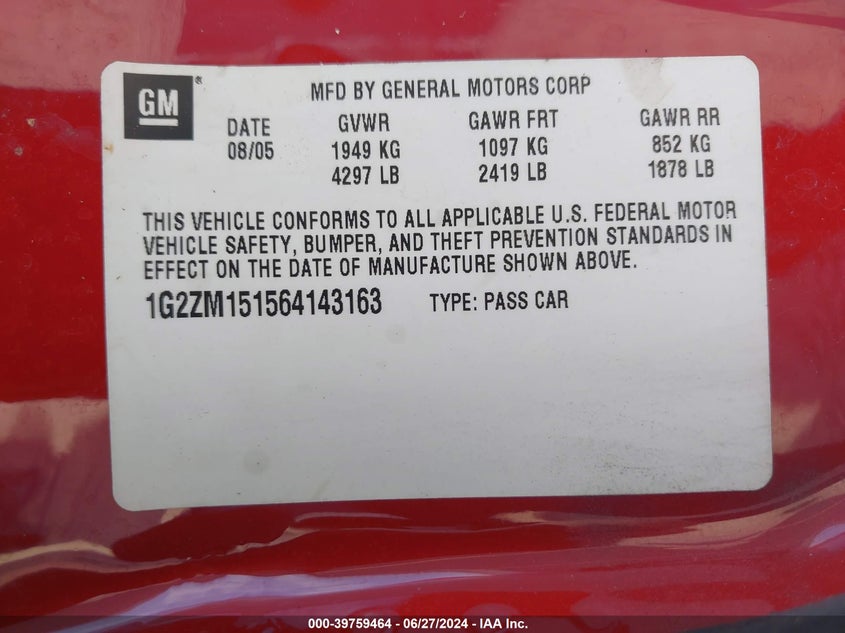 GM®
MFD BY GENERAL MOTORS CORP
DATE GVWR GAWR FRT GAWR RR
08/05 1949 KG 1097 KG 852 KG
4297 LB 2419 LB 1878 LB
THIS VEHICLE CONFORMS TO ALL APPLICABLE U.S. FEDERAL MOTOR
VEHICLE SAFETY, BUMPER, AND THEFT PREVENTION STANDARDS IN
EFFECT ON THE DATE OF MANUFACTURE SHOWN ABOVE.
1G2ZM151564143163 TYPE: PASS CAR
000-39759464 - 06/27/2024 - IAA Inc.